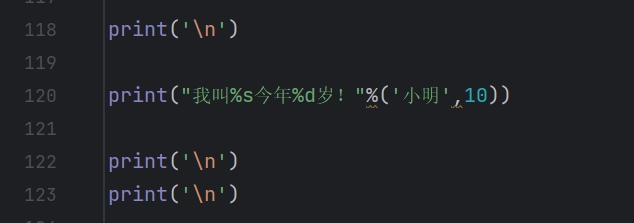 118 print('\n')
119
120 print("我叫%s今年%d岁! "%('小明',10))
121
122 print('\n')
123 print('\n')